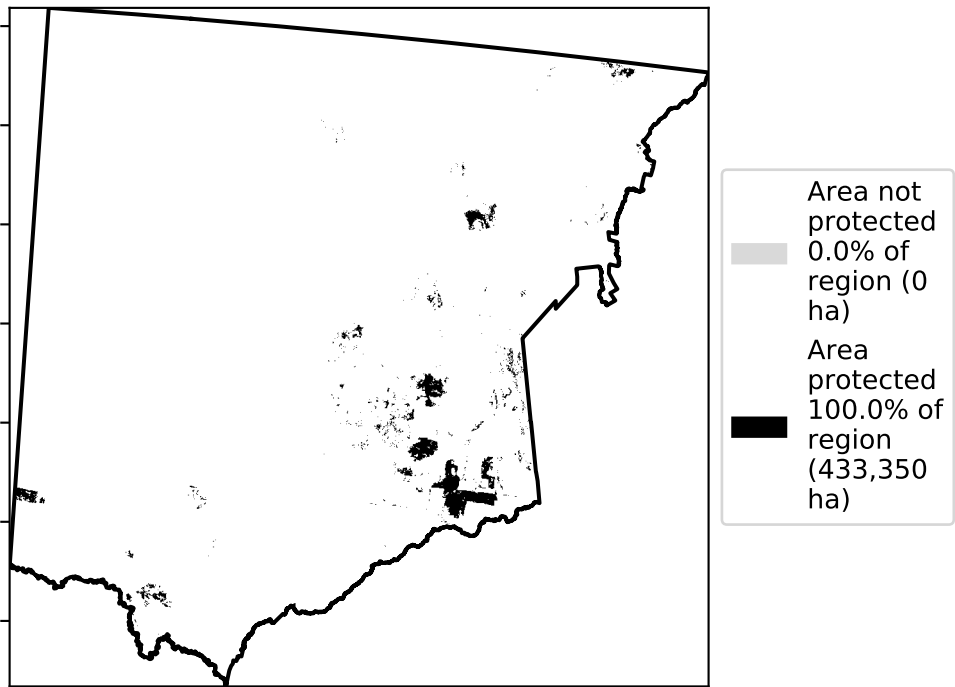 Area not
protected
0.0% of
region (0
ha)
Area
protected
100.0% of
region
(433,350
ha)